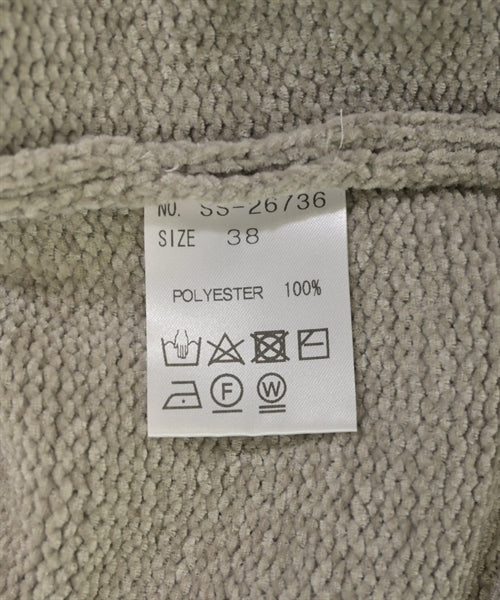 NO. SS-26736
SIZE 38
POLYESTER 100%
F W